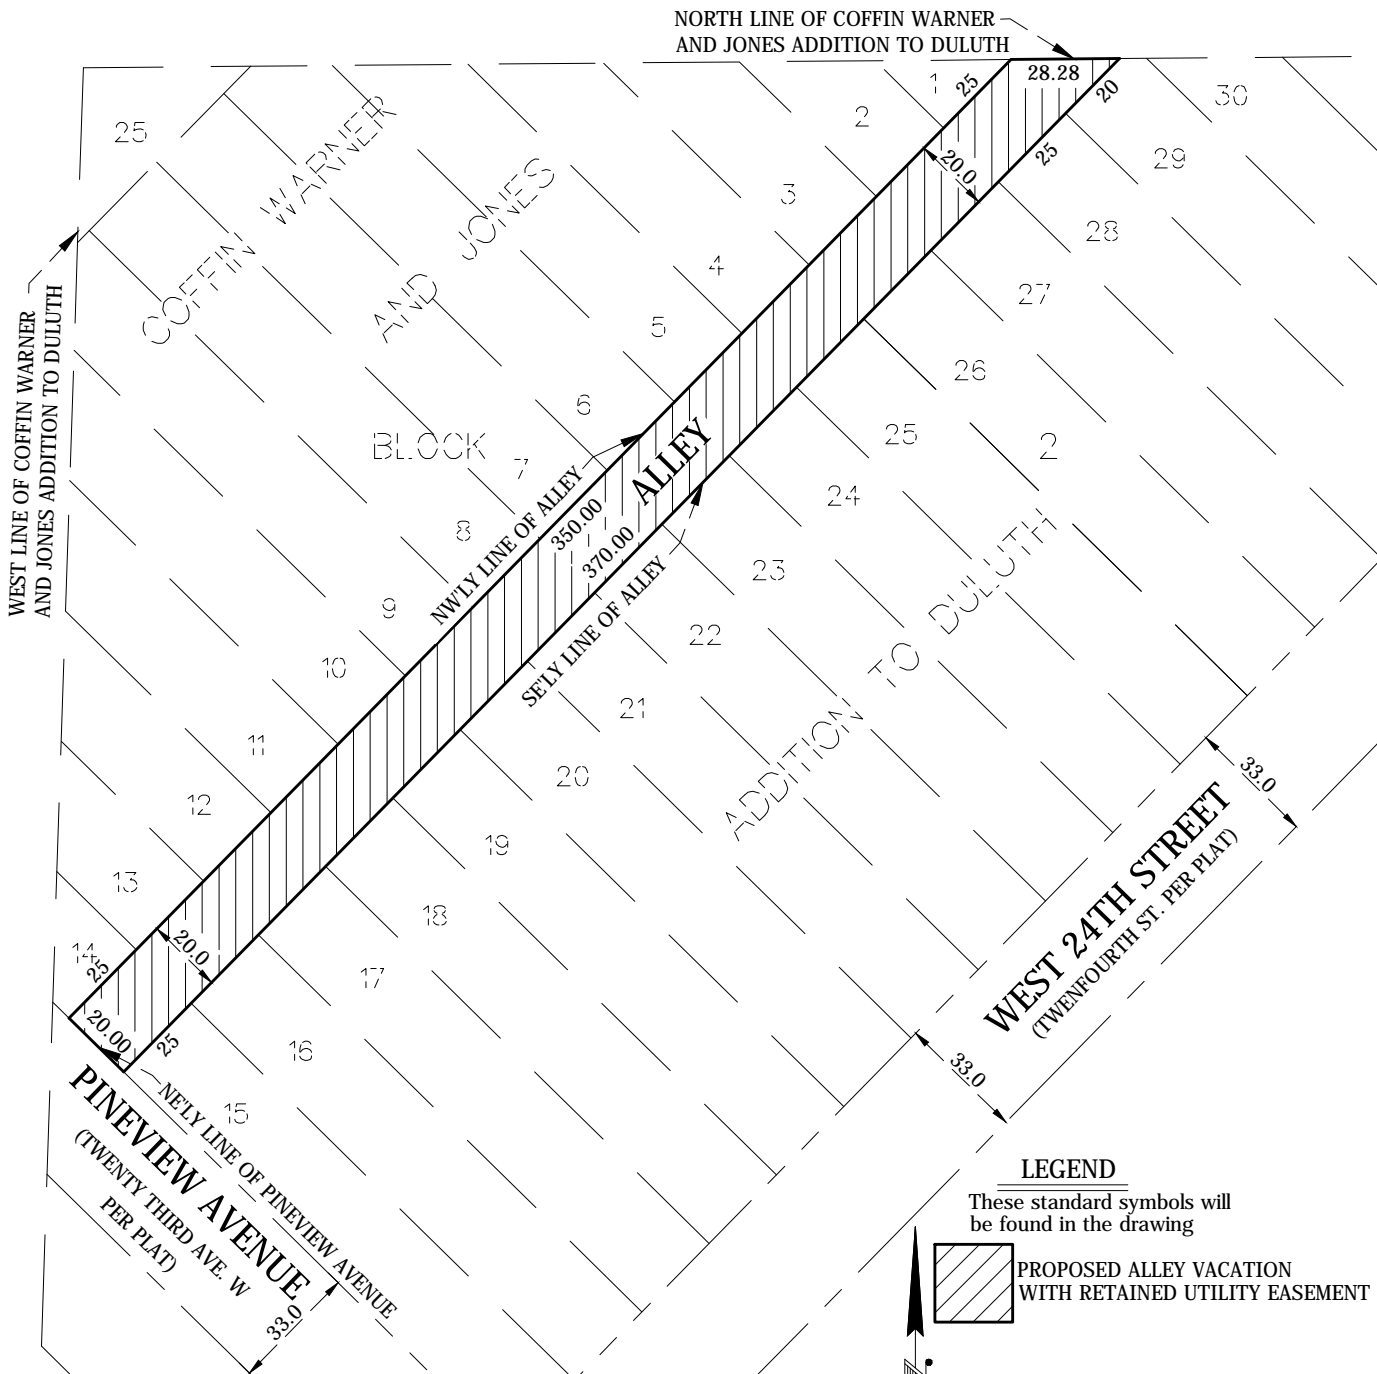 NORTH LINE OF COFFIN WARNER
AND JONES ADDITION TO DULUTH
28.28
25
20
25
20.0
1
2
3
4
5
6
7
8
9
10
11
12
13
14
25
30
29
28
27
26
25
24
23
22
21
20
19
18
17
16
15
COFFIN WARNER
AND JONES
BLOCK
2
ADDITION TO DULUTH
WEST LINE OF COFFIN WARNER
AND JONES ADDITION TO DULUTH
NW'LY LINE OF ALLEY
350.00
ALLEY
370.00
SE'LY LINE OF ALLEY
20.0
25
20.00
25
NE'LY LINE OF PINEVIEW AVENUE
PINEVIEW AVENUE
(TWENTY THIRD AVE. W
PER PLAT)
33.0
33.0
WEST 24TH STREET
(TWENFOURTH ST. PER PLAT)
33.0
LEGEND
These standard symbols will
be found in the drawing
PROPOSED ALLEY VACATION
WITH RETAINED UTILITY EASEMENT